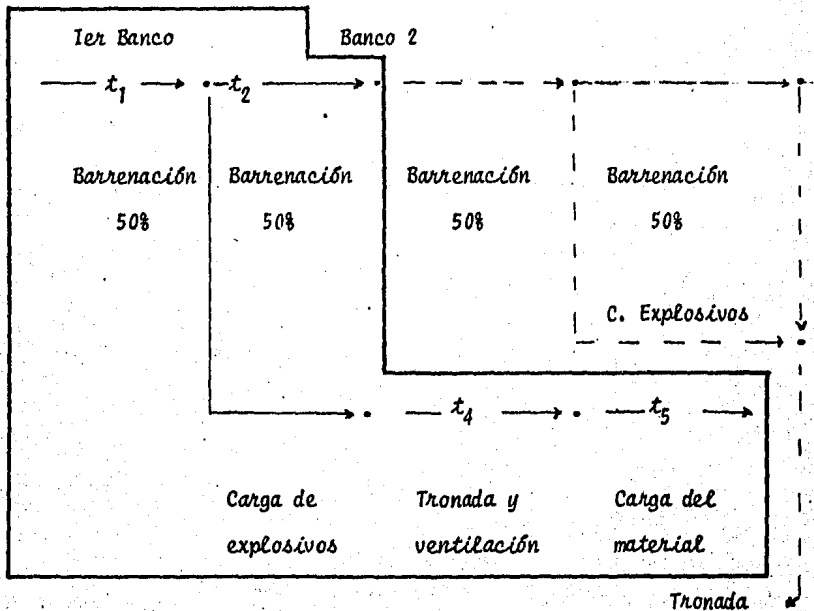 Ier Banco
Banco 2
t1
t2
Barrenación
50%
Barrenación
50%
Barrenación
50%
Barrenación
50%
C. Explosivos
t4
t5
Carga de
explosivos
Tronada y
ventilación
Carga del
material
Tronada